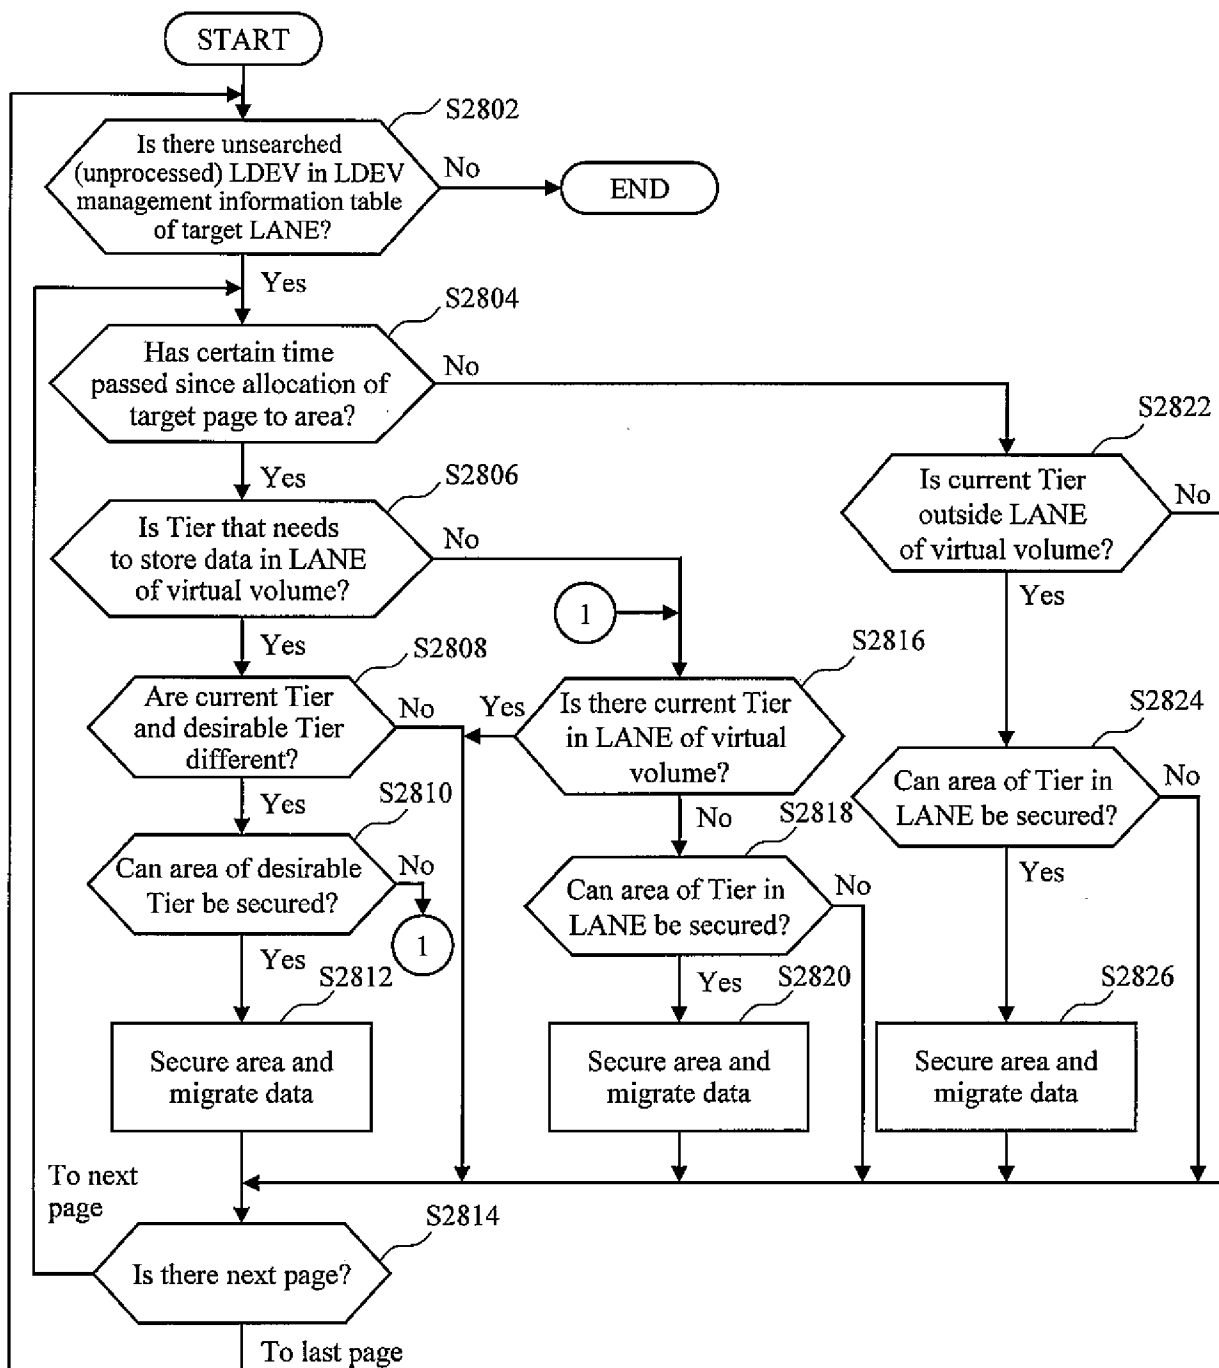 START
S2802
Is there unsearched
(unprocessed) LDEV in LDEV
management information table
of target LANE?
No
END
Yes
S2804
Has certain time
passed since allocation of
target page to area?
No
Yes
S2822
Is current Tier
outside LANE
of virtual volume?
No
Yes
S2806
Is Tier that needs
to store data in LANE
of virtual volume?
No
Yes
1
S2808
Are current Tier
and desirable Tier
different?
No
Yes
S2816
Is there current Tier
in LANE of virtual
volume?
Yes
No
S2824
Can area of Tier in
LANE be secured?
No
Yes
S2810
Can area of desirable
Tier be secured?
No
1
Yes
S2818
Can area of Tier in
LANE be secured?
No
Yes
S2812
Secure area and
migrate data
S2820
Secure area and
migrate data
S2826
Secure area and
migrate data
To next
page
S2814
Is there next page?
To last page